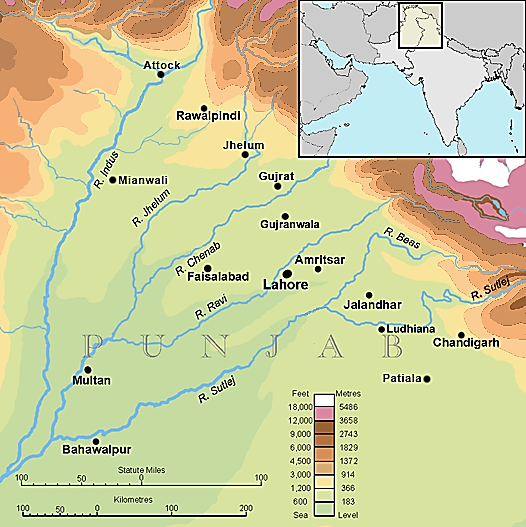 Attock
Rawalpindi
Jhelum
R. Indus
Mianwali
Gujrat
R. Jhelum
Gujranwala
R. Beas
R. Chenab
Amritsar
Faisalabad
Lahore
R. Sutlej
R. Ravi
Jalandhar
Ludhiana
PUNJAB
Chandigarh
Multan
Patiala
R. Sutlej
Bahawalpur
Feet Metres
18,000 5486
12,000 3658
9,000 2743
6,000 1829
4,500 1372
3,000 914
1,200 366
600 183
Sea Level
Statute Miles
100 50 0 100
Kilometres
100 50 0 100 200